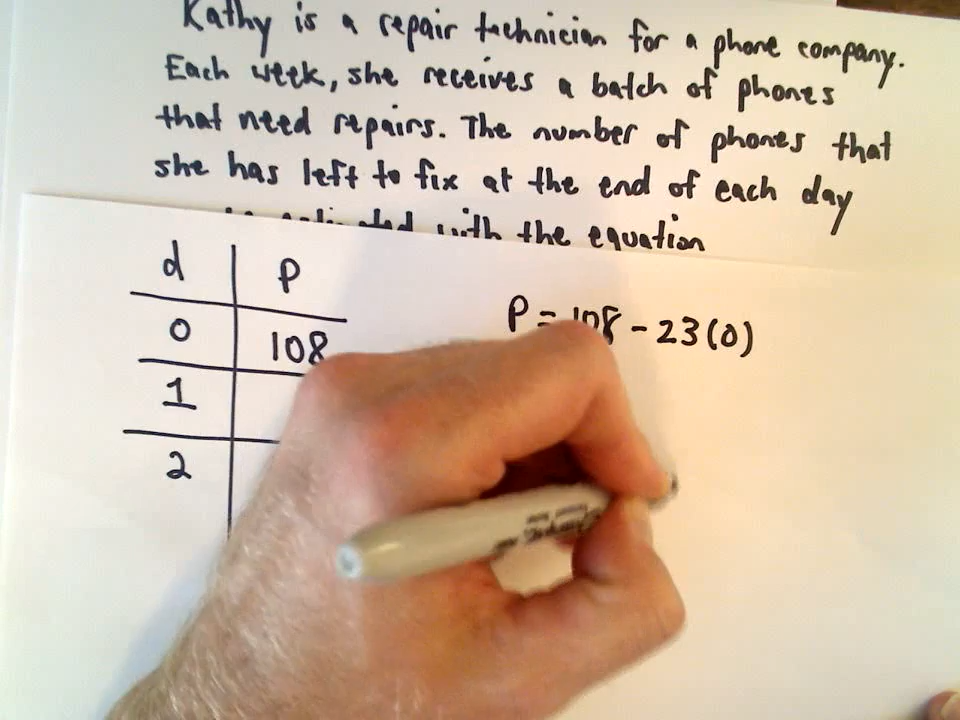 Kathy is a repair technician for a phone company.
Each week, she receives a batch of phones
that need repairs. The number of phones that
she has left to fix at the end of each day
with the equation
d P
0 108
1
2
P = 108 - 23(0)